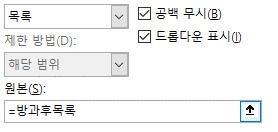 목록
공백 무시(B)
제한 방법(D):
드롭다운 표시(I)
해당 범위
원본(S):
=방과후목록